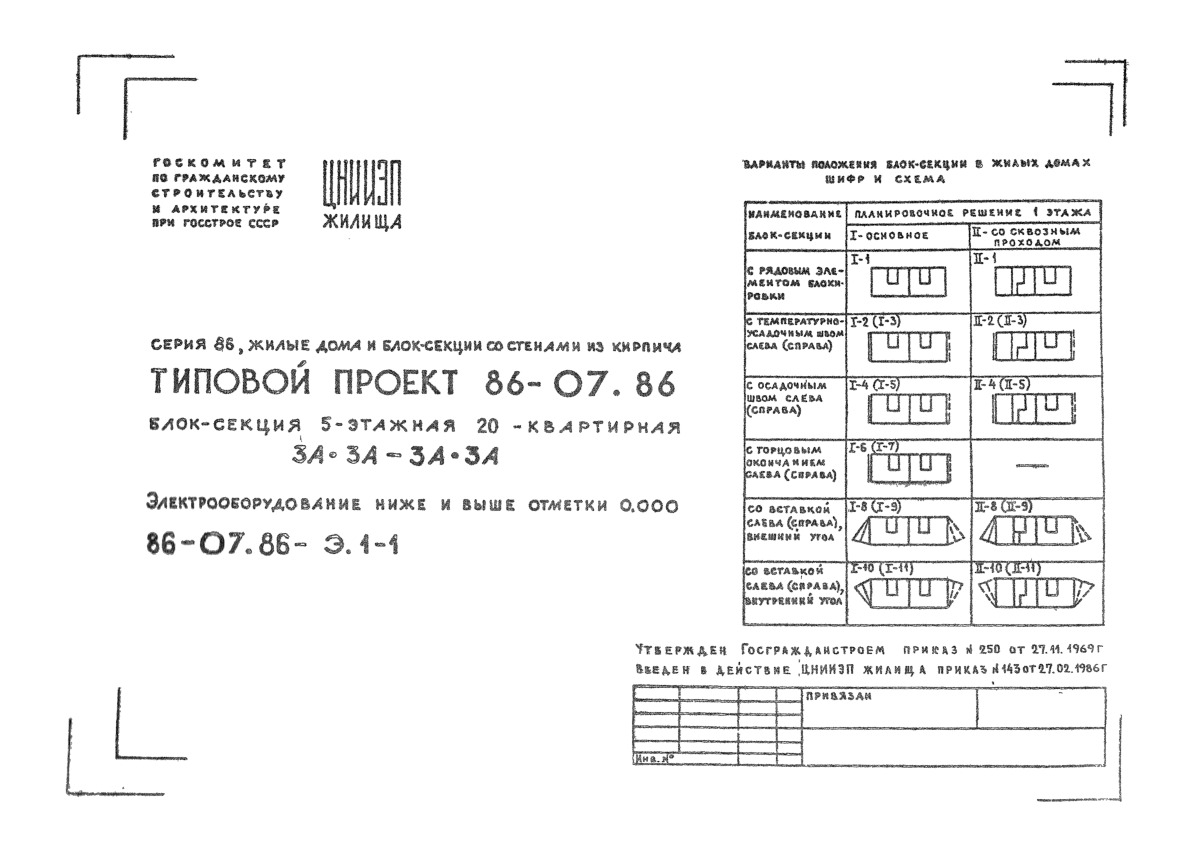 ГОСКОМИТЕТ
ПО ГРАЖДАНСКОМУ
СТРОИТЕЛЬСТВУ
И АРХИТЕКТУРЕ
ПРИ ГОССТРОЕ СССР
ЦНИИЭП
ЖИЛИЩА
СЕРИЯ 86, ЖИЛЫЕ ДОМА И БЛОК-СЕКЦИИ СО СТЕНАМИ ИЗ КИРПИЧА
ТИПОВОЙ ПРОЕКТ 86-07.86
БЛОК-СЕКЦИЯ 5-ЭТАЖНАЯ 20-КВАРТИРНАЯ
3А•3А-3А•3А
ЭЛЕКТРООБОРУДОВАНИЕ НИЖЕ И ВЫШЕ ОТМЕТКИ 0.000
86-07.86- Э.1-1
ВАРИАНТЫ ПОЛОЖЕНИЯ БЛОК-СЕКЦИИ В ЖИЛЫХ ДОМАХ
ШИФР И СХЕМА
НАИМЕНОВАНИЕ
БЛОК-СЕКЦИИ
ПЛАНИРОВОЧНОЕ РЕШЕНИЕ 1 ЭТАЖА
I-ОСНОВНОЕ
II-СО СКВОЗНЫМ
ПРОХОДОМ
С РЯДОВЫМ ЭЛЕ-
МЕНТОМ БЛОКИ-
РОВКИ
I-1
II-1
С ТЕМПЕРАТУРНО-
УСАДОЧНЫМ ШВОМ
СЛЕВА (СПРАВА)
I-2 (I-3)
II-2 (II-3)
С ОСАДОЧНЫМ
ШВОМ СЛЕВА
(СПРАВА)
I-4 (I-5)
II-4 (II-5)
С ТОРЦОВЫМ
ОКОНЧАНИЕМ
СЛЕВА (СПРАВА)
I-6 (I-7)
—
СО ВСТАВКОЙ
СЛЕВА (СПРАВА),
ВНЕШНИЙ УГОЛ
I-8 (I-9)
II-8 (II-9)
СО ВСТАВКОЙ
СЛЕВА (СПРАВА),
ВНУТРЕННИЙ УГОЛ
I-10 (I-11)
II-10 (II-11)
УТВЕРЖДЕН ГОСГРАЖДАНСТРОЕМ ПРИКАЗ N 250 ОТ 27.11.1969г
ВВЕДЕН В ДЕЙСТВИЕ ЦНИИЭП ЖИЛИЩА ПРИКАЗ N 143 ОТ 27.02.1986г
ПРИВЯЗАН
Инв. №